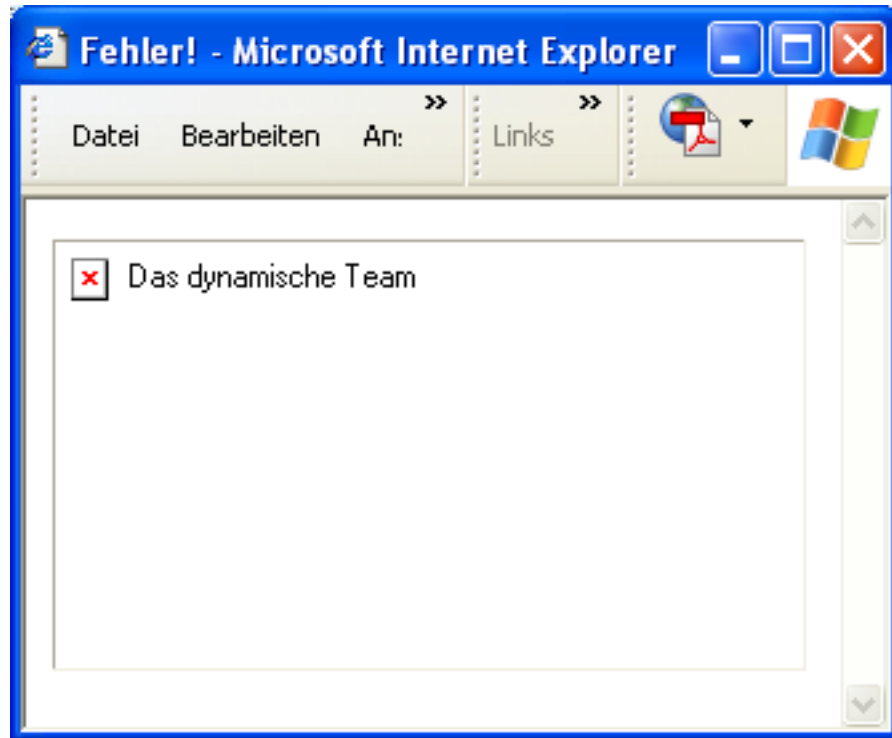 Fehler! - Microsoft Internet Explorer
Datei Bearbeiten An: » Links »
Das dynamische Team